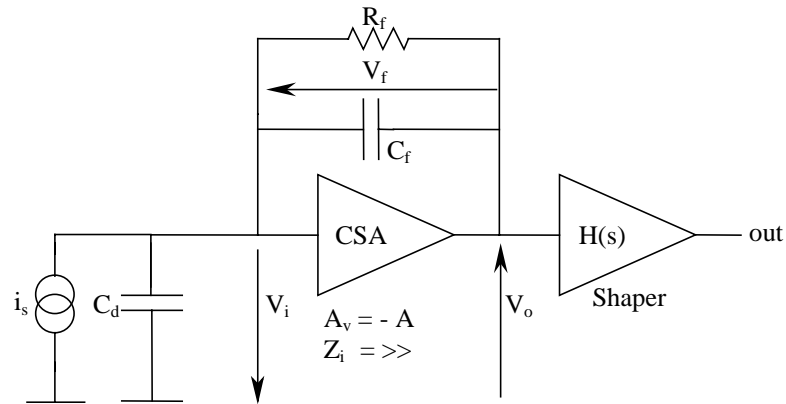 R_f
V_f
C_f
CSA
H(s)
out
Shaper
i_s
C_d
V_i
A_v = - A
Z_i = >>
V_o